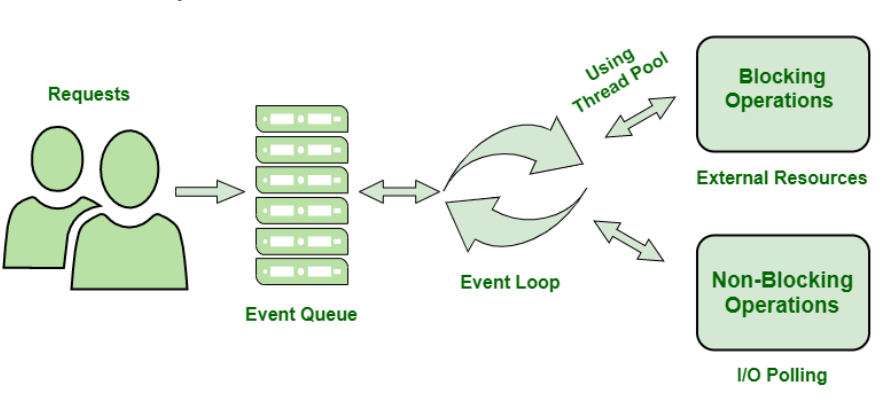 Requests
Event Queue
Event Loop
Using
Thread Pool
Blocking
Operations
External Resources
Non-Blocking
Operations
I/O Polling